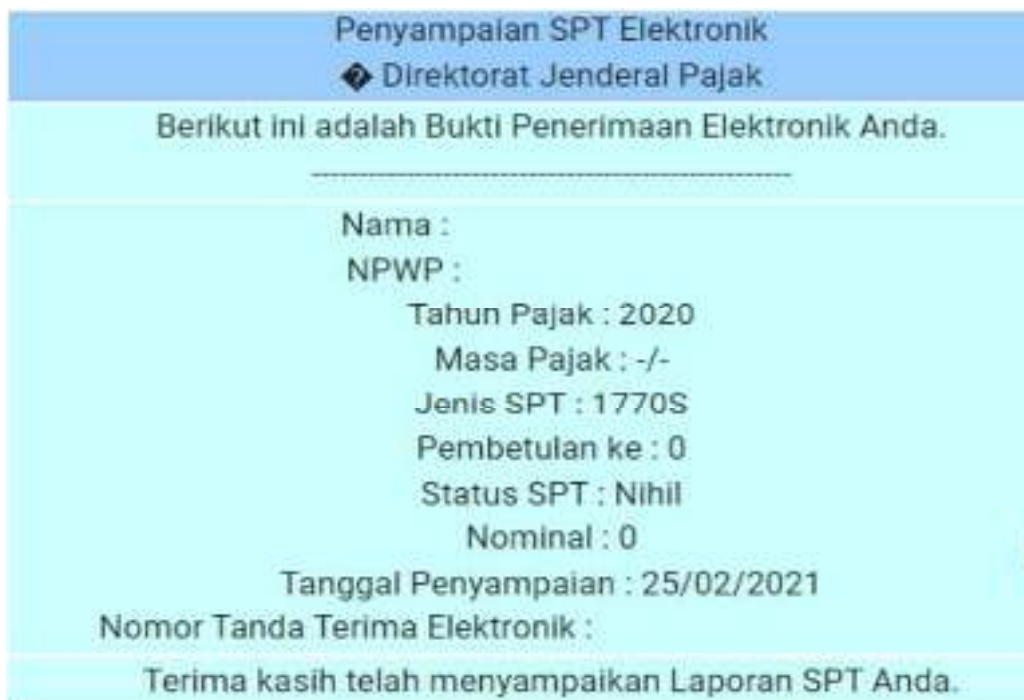 Penyampaian SPT Elektronik
� Direktorat Jenderal Pajak
Berikut ini adalah Bukti Penerimaan Elektronik Anda.
------------------------------------------------------------
Nama :
NPWP :
Tahun Pajak : 2020
Masa Pajak : -/-
Jenis SPT : 1770S
Pembetulan ke : 0
Status SPT : Nihil
Nominal : 0
Tanggal Penyampaian : 25/02/2021
Nomor Tanda Terima Elektronik :
Terima kasih telah menyampaikan Laporan SPT Anda.